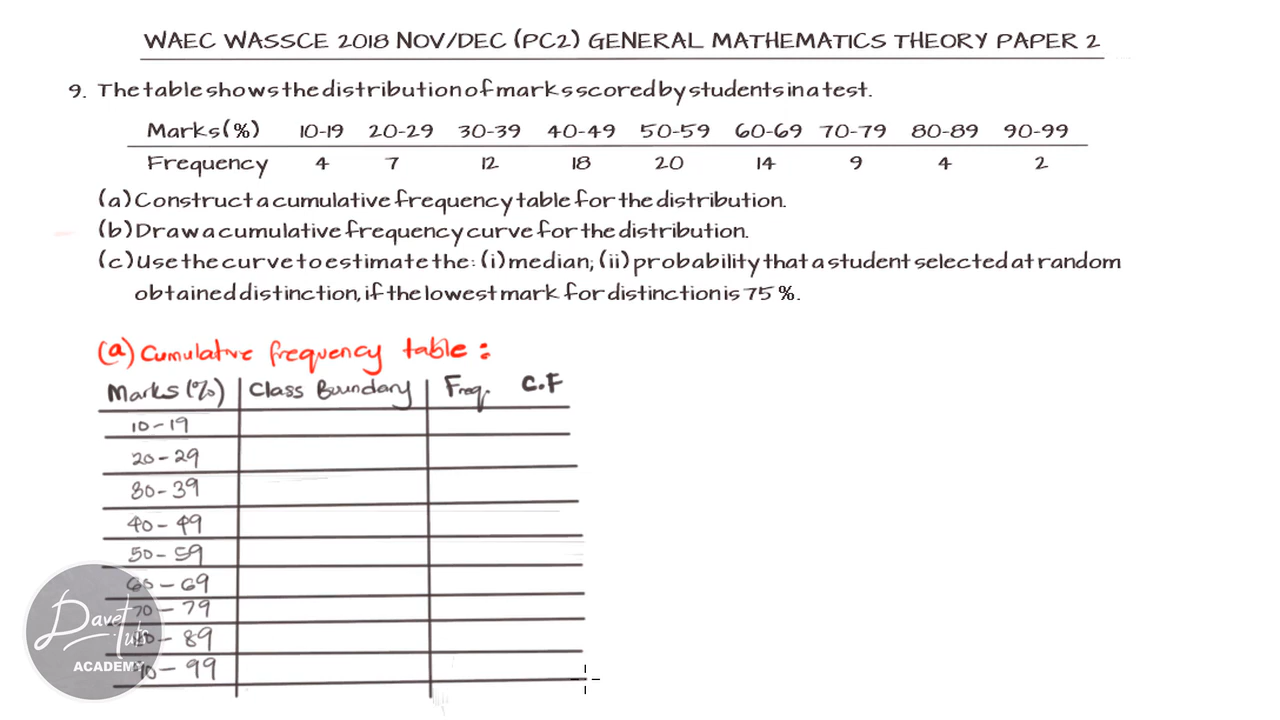 WAEC WASSCE 2018 NOV/DEC (PC2) GENERAL MATHEMATICS THEORY PAPER 2
9. The table shows the distribution of marks scored by students in a test.
Marks(%) 10-19 20-29 30-39 40-49 50-59 60-69 70-79 80-89 90-99
Frequency 4 7 12 18 20 14 9 4 2
(a) Construct a cumulative frequency table for the distribution.
(b) Draw a cumulative frequency curve for the distribution.
(c) Use the curve to estimate the: (i) median; (ii) probability that a student selected at random
obtained distinction, if the lowest mark for distinction is 75 %.
(a) Cumulative frequency table :
Marks (%) Class Boundary Freq. C.F
10-19
20-29
30-39
40-49
50-59
60-69
70-79
80-89
90-99
Davet Tuts
ACADEMY